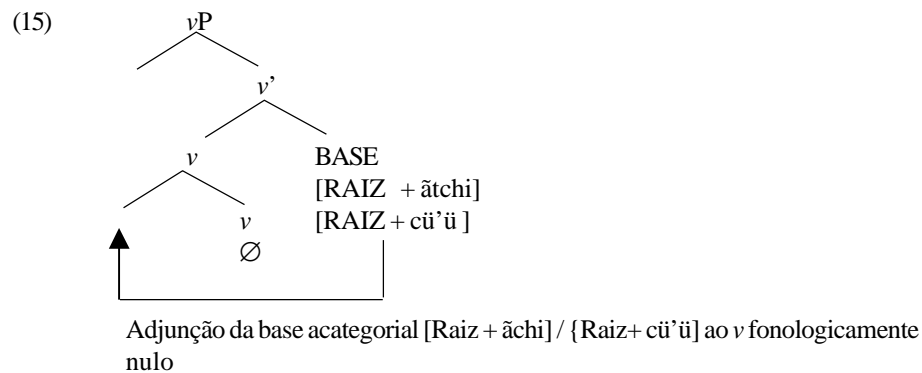 (15)
vP
v’
v BASE
[RAIZ + ãtchi]
v [RAIZ + cü’ü ]
∅
Adjunção da base acategorial [Raiz + ãchi] / {Raiz+ cü’ü] ao v fonologicamente
nulo